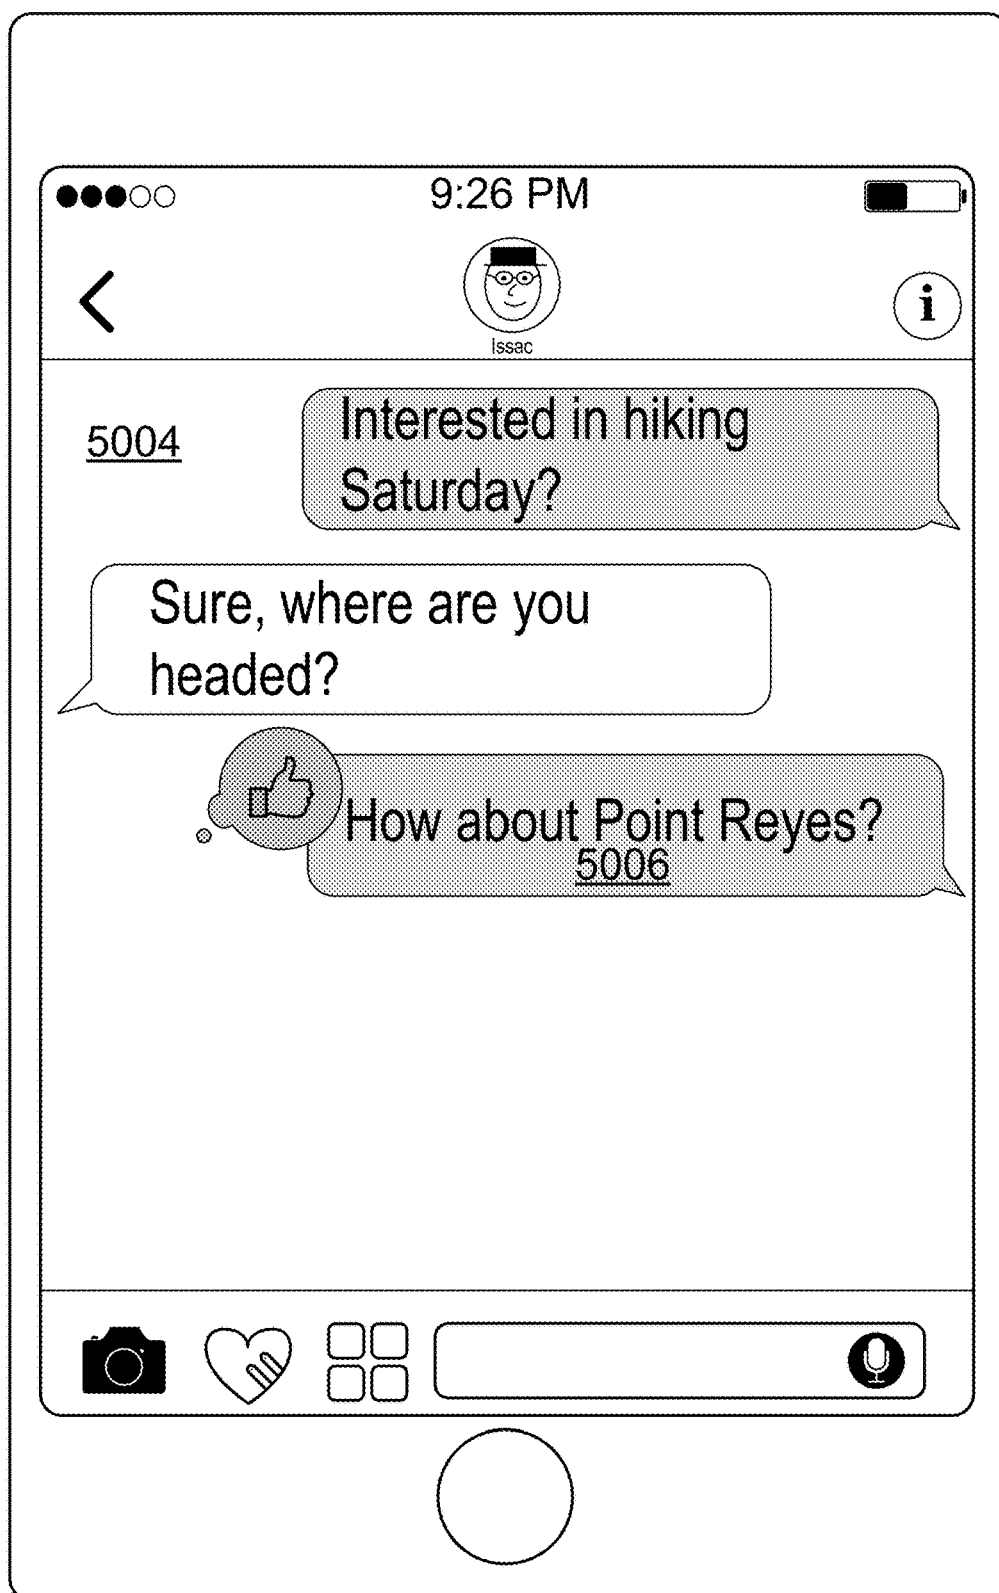 9:26 PM
i
Issac
5004
Interested in hiking
Saturday?
Sure, where are you
headed?
How about Point Reyes?
5006